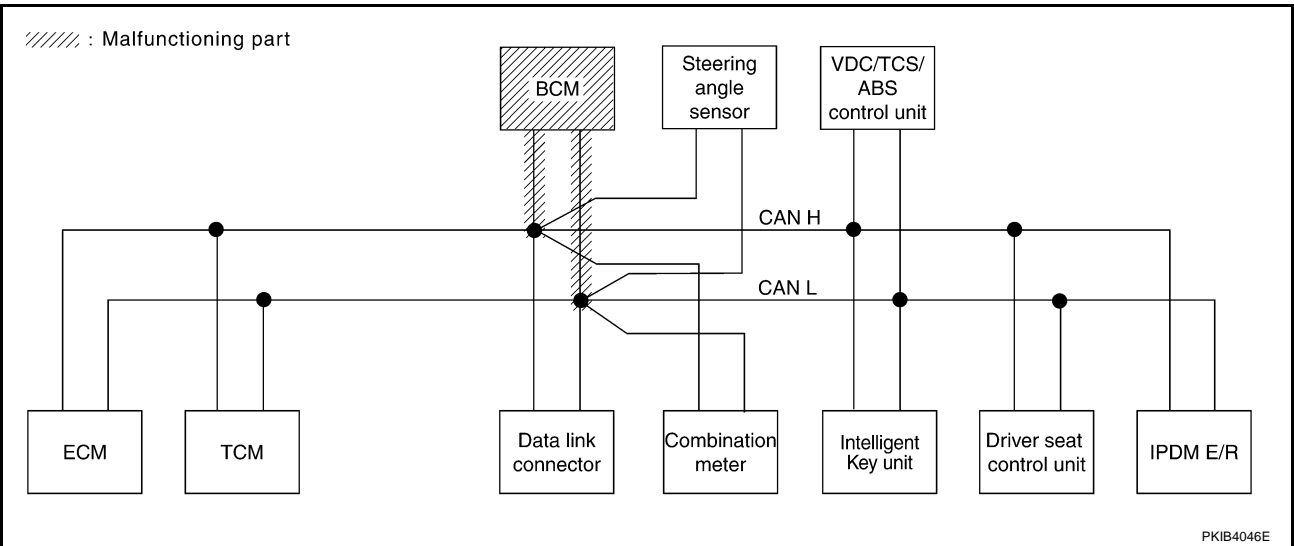 : Malfunctioning part
BCM
Steering
angle
sensor
VDC/TCS/
ABS
control unit
CAN H
CAN L
ECM
TCM
Data link
connector
Combination
meter
Intelligent
Key unit
Driver seat
control unit
IPDM E/R
PKIB4046E